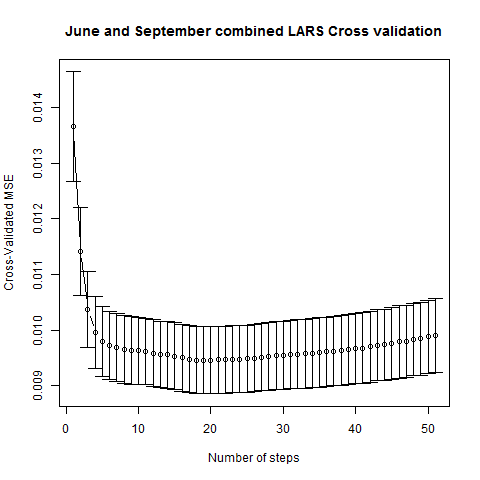 June and September combined LARS Cross validation
Cross-Validated MSE
0.014
0.013
0.012
0.011
0.010
0.009
0 10 20 30 40 50
Number of steps